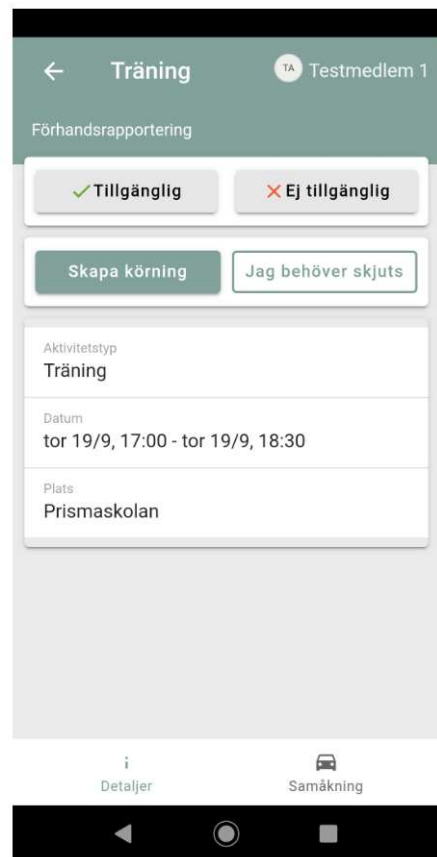 Träning
TA Testmedlem 1
Förhandsrapportering
Tillgänglig
Ej tillgänglig
Skapa körning
Jag behöver skjuts
Aktivitetstyp
Träning
Datum
tor 19/9, 17:00 - tor 19/9, 18:30
Plats
Prismaskolan
Detaljer
Samåkning